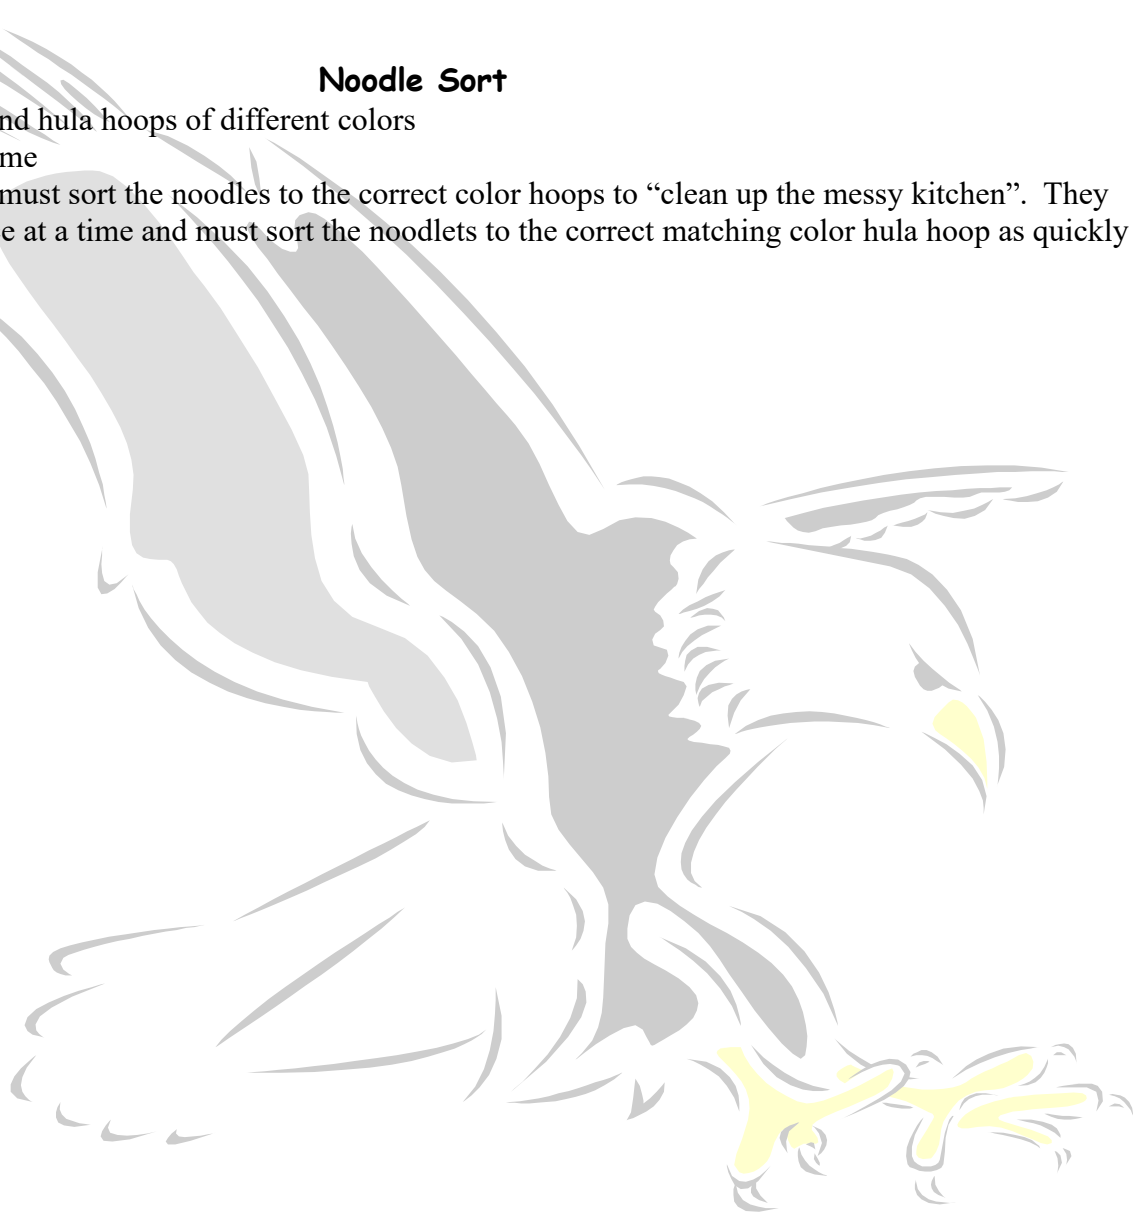 Noodle Sort
nd hula hoops of different colors
me
must sort the noodles to the correct color hoops to “clean up the messy kitchen”.  They
e at a time and must sort the noodlets to the correct matching color hula hoop as quickly